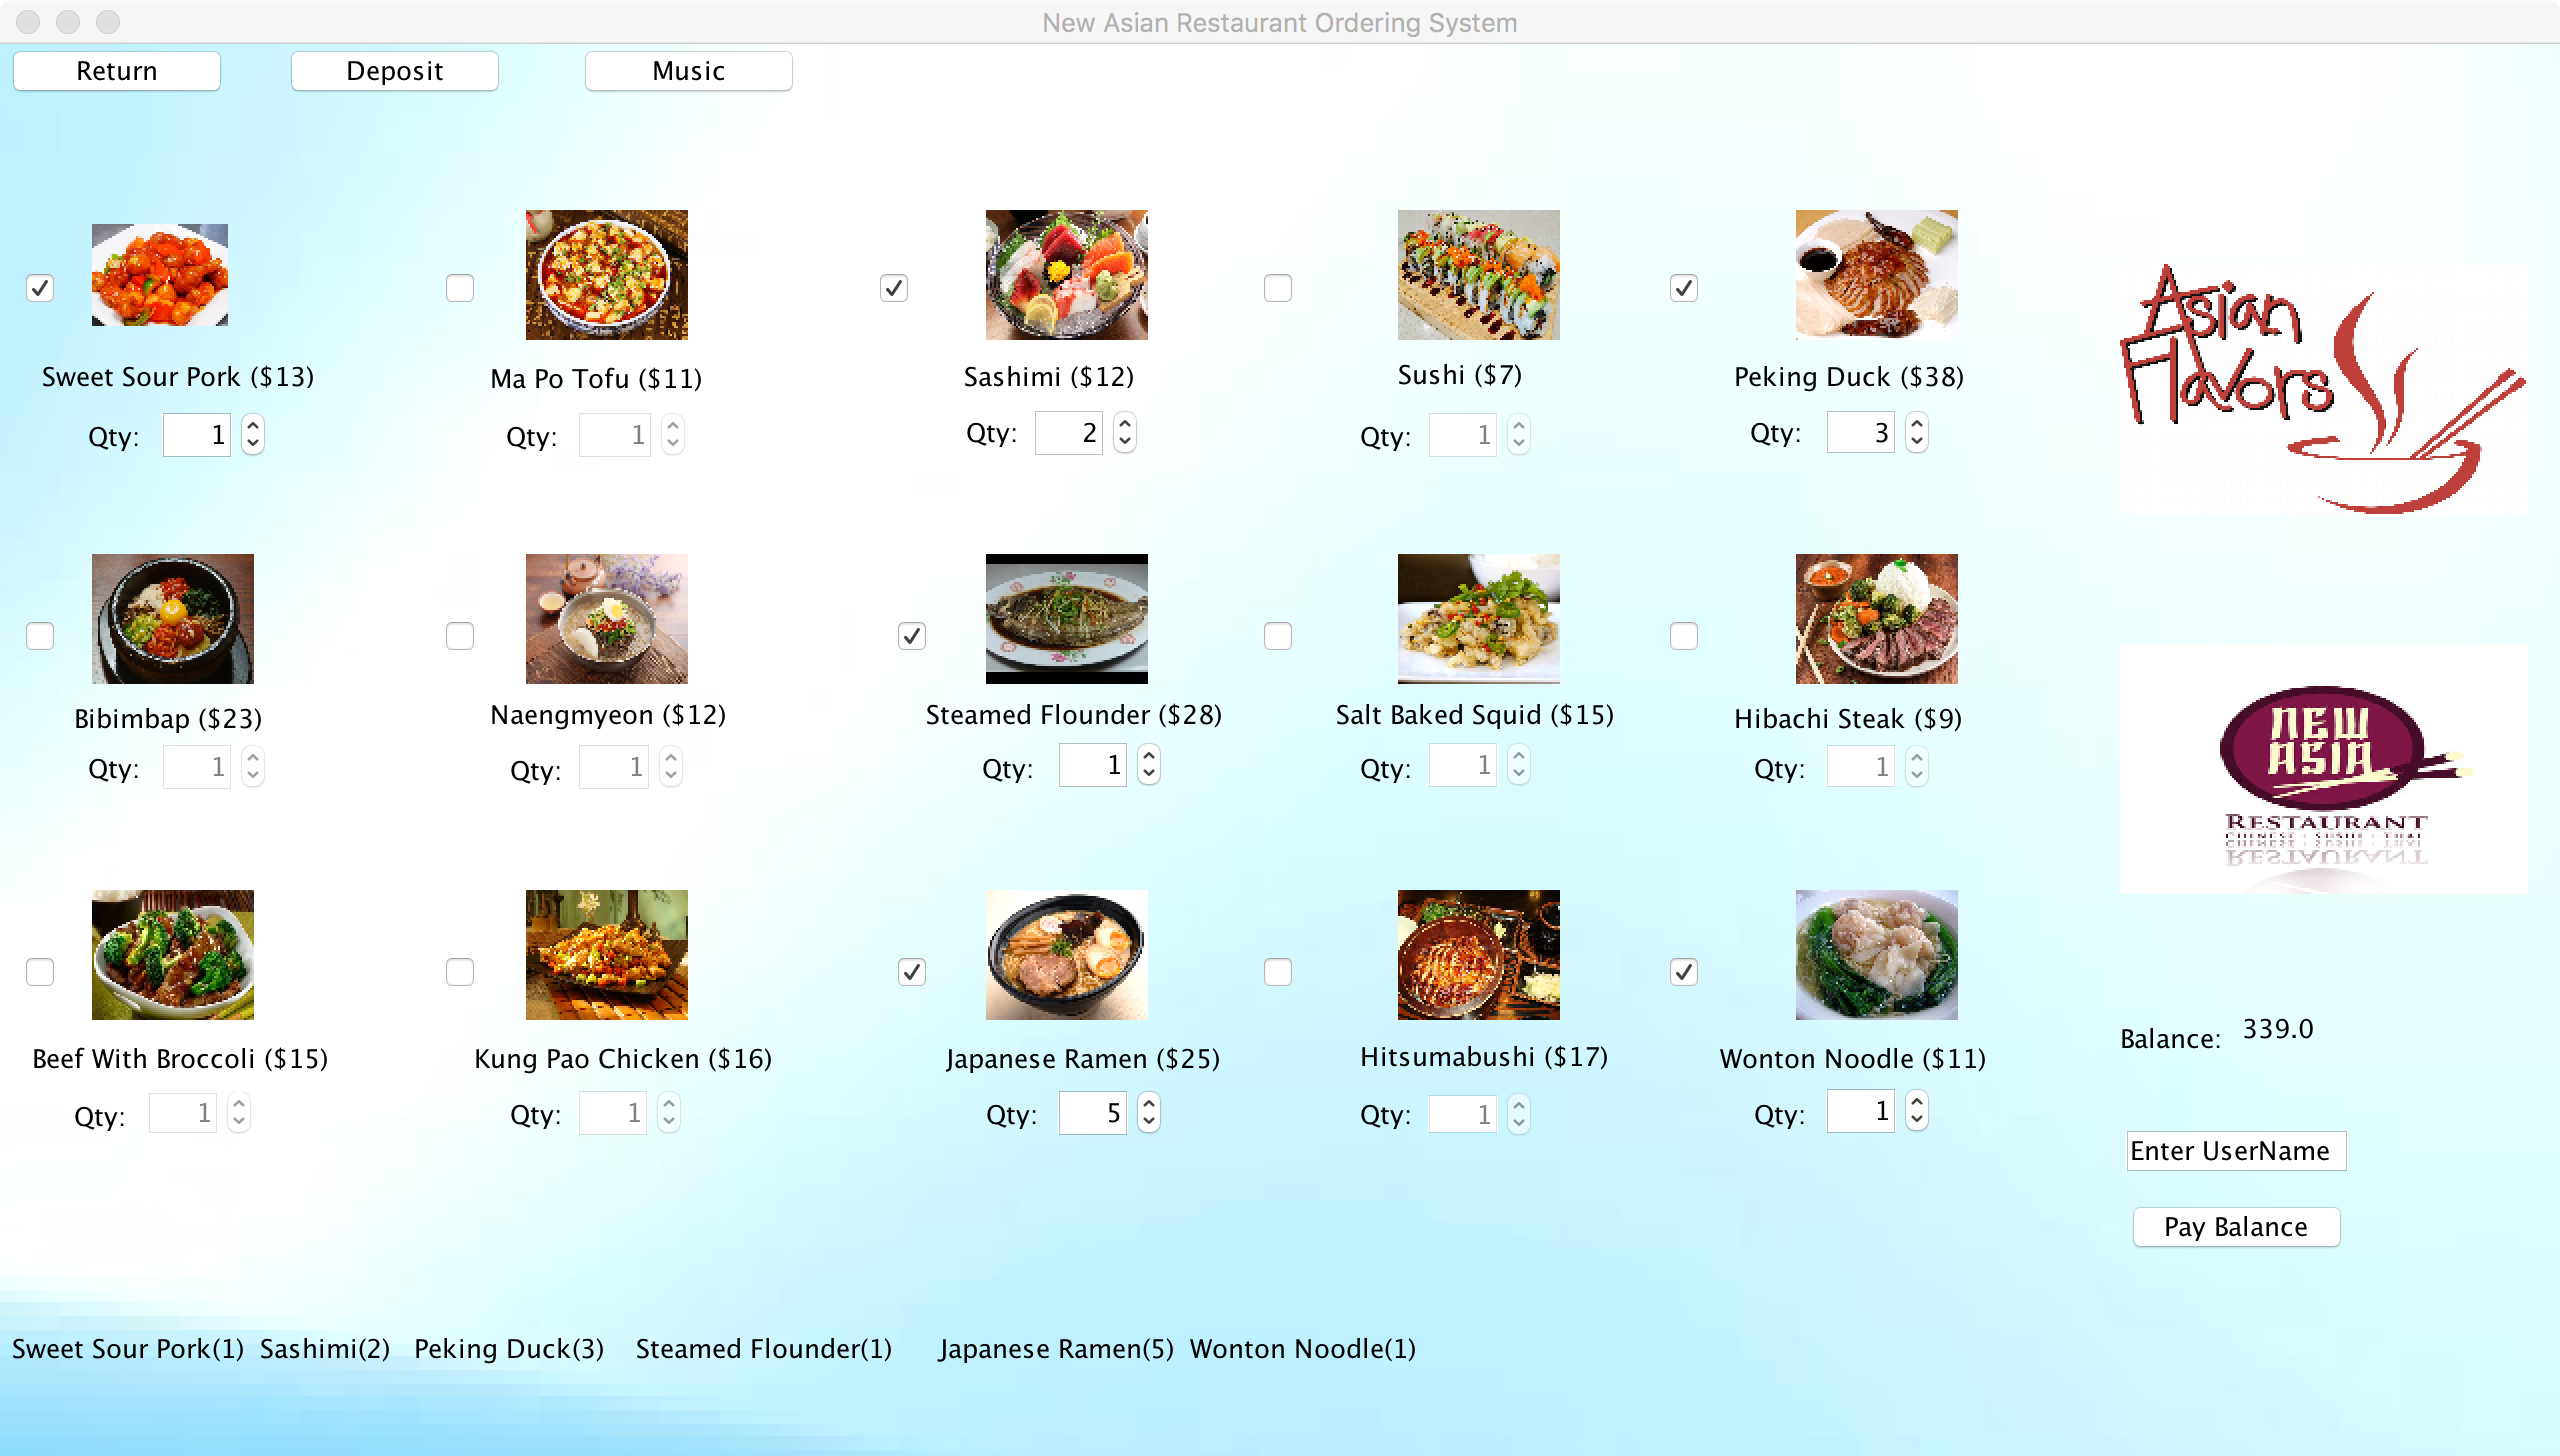 New Asian Restaurant Ordering System
Return Deposit Music
Sweet Sour Pork ($13) Ma Po Tofu ($11) Sashimi ($12) Sushi ($7) Peking Duck ($38)
Qty: 1 Qty: 1 Qty: 2 Qty: 1 Qty: 3
Asian
Flavors
Bibimbap ($23) Naengmyeon ($12) Steamed Flounder ($28) Salt Baked Squid ($15) Hibachi Steak ($9)
Qty: 1 Qty: 1 Qty: 1 Qty: 1 Qty: 1
NEW
ASIA
RESTAURANT
CHINESE · SUSHI · THAI
Beef With Broccoli ($15) Kung Pao Chicken ($16) Japanese Ramen ($25) Hitsumabushi ($17) Wonton Noodle ($11)
Qty: 1 Qty: 1 Qty: 5 Qty: 1 Qty: 1
Balance: 339.0
Enter UserName
Pay Balance
Sweet Sour Pork(1) Sashimi(2) Peking Duck(3) Steamed Flounder(1) Japanese Ramen(5) Wonton Noodle(1)